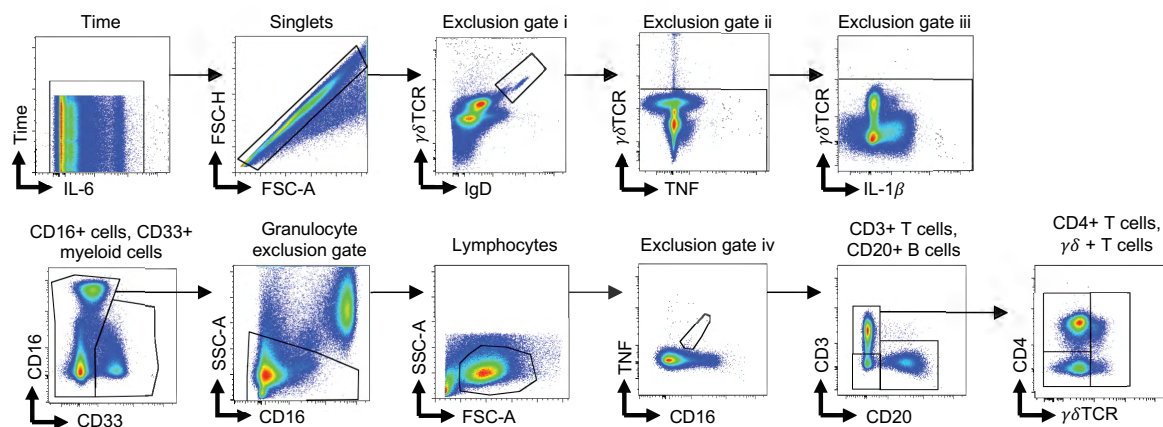 Time
Singlets
Exclusion gate i
Exclusion gate ii
Exclusion gate iii
Time
IL-6
FSC-H
FSC-A
γδTCR
IgD
γδTCR
TNF
γδTCR
IL-1β
CD16+ cells, CD33+
myeloid cells
Granulocyte
exclusion gate
Lymphocytes
Exclusion gate iv
CD3+ T cells,
CD20+ B cells
CD4+ T cells,
γδ + T cells
CD16
CD33
SSC-A
CD16
SSC-A
FSC-A
TNF
CD16
CD3
CD20
CD4
γδTCR